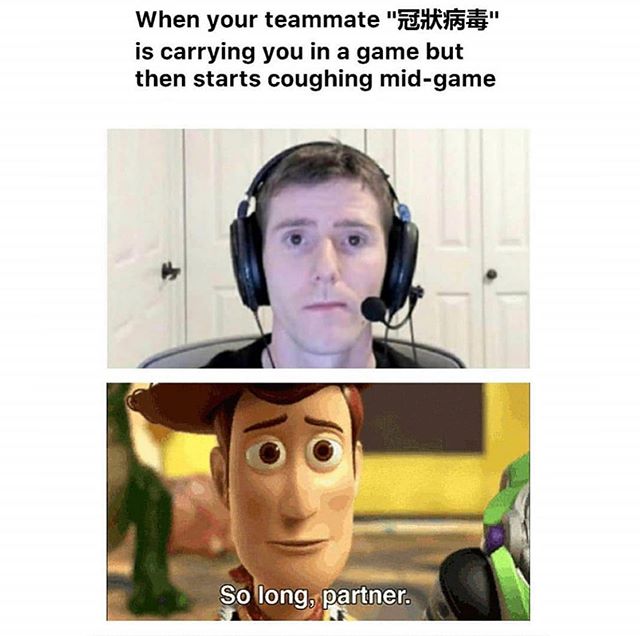 When your teammate "冠狀病毒"
is carrying you in a game but
then starts coughing mid-game
So long, partner.